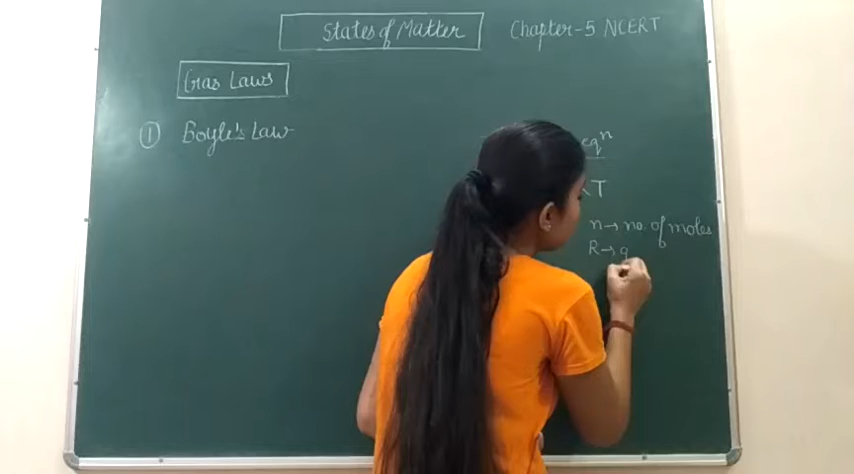 States of Matter
Chapter-5 NCERT
Gas Laws
① Boyle's Law
eqⁿ
T
n → no. of moles
R → g